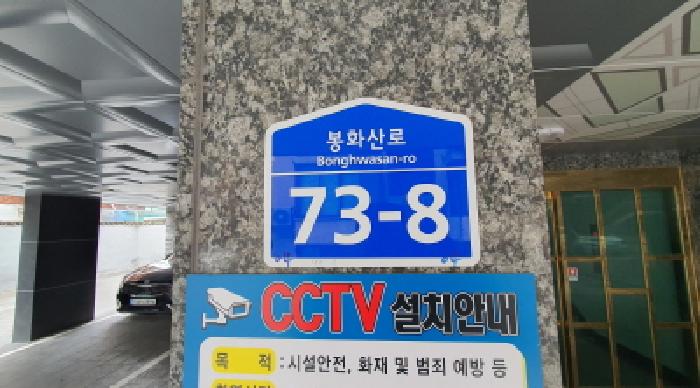 봉화산로
Bonghwasan-ro
73-8
CCTV 설치안내
목 적 : 시설안전, 화재 및 범죄 예방 등